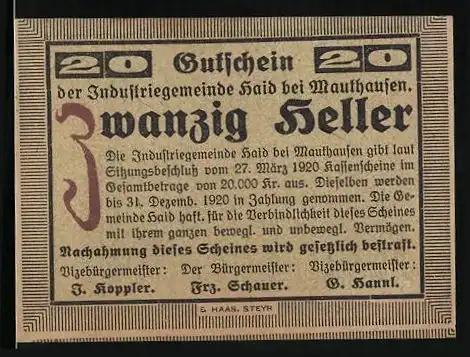 20 Gutschein 20
der Industriegemeinde Haid bei Mauthausen.
Zwanzig Heller
Die Industriegemeinde Haid bei Mauthausen gibt laut
Sitzungsbeschluß vom 27. März 1920 Kassenscheine im
Gesamtbetrage von 20.000 Kr. aus. Dieselben werden
bis 31. Dezemb. 1920 in Zahlung genommen. Die Ge-
meinde Haid haft. für die Verbindlichkeit dieses Scheines
mit ihrem ganzen bewegl. und unbewegl. Vermögen.
Nachahmung dieses Scheines wird gesetzlich bestraft.
Vizebürgermeister: Der Bürgermeister: Vizebürgermeister:
J. Koppler. Frz. Schauer. G. Hannl.
E. HAAS, STEYR